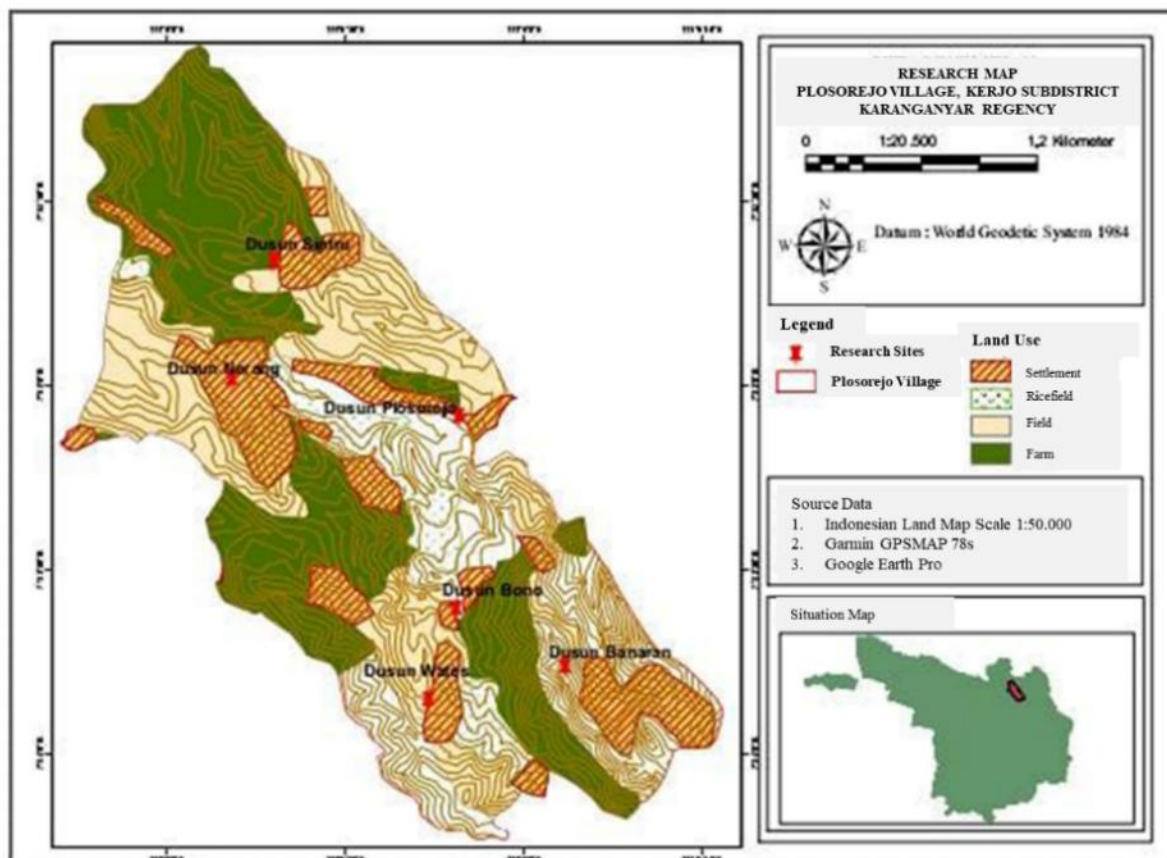 RESEARCH MAP
PLOSOREJO VILLAGE, KERJO SUBDISTRICT
KARANGANYAR REGENCY
0 1:20.500 1,2 Kilometer
N
W E
S
Datum : World Geodetic System 1984
Legend
Research Sites
Plosorejo Village
Land Use
Settlement
Ricefield
Field
Farm
Source Data
1. Indonesian Land Map Scale 1:50.000
2. Garmin GPSMAP 78s
3. Google Earth Pro
Situation Map
Dusun
Dusun
Dusun Plosorejo
Dusun Bono
Dusun Banaran
Dusun Wates